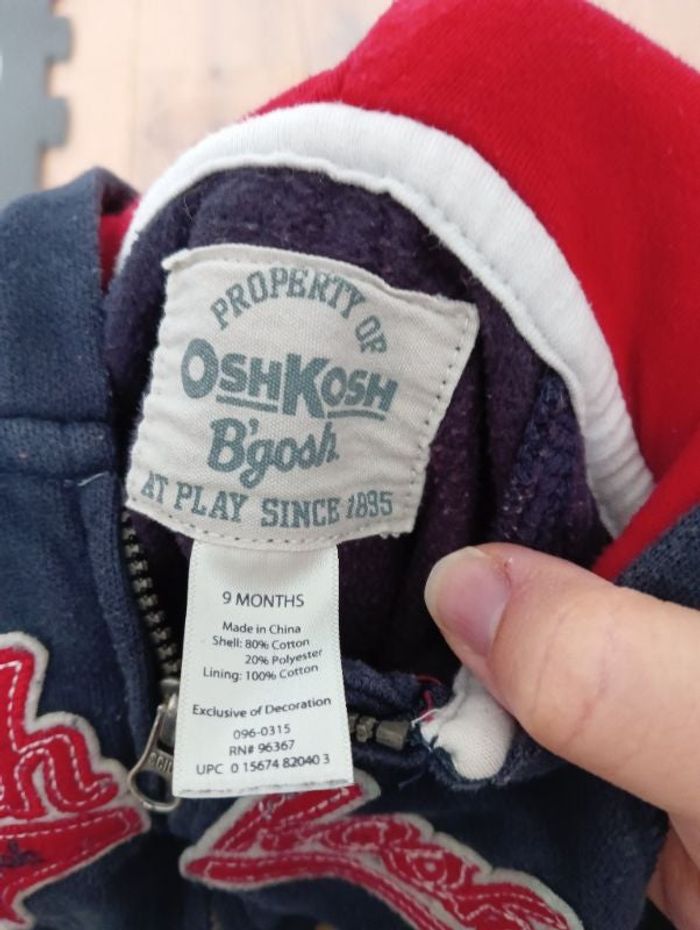 PROPERTY OF
OSHKOSH
B'gosh
AT PLAY SINCE 1895
9 MONTHS
Made in China
Shell: 80% Cotton
20% Polyester
Lining: 100% Cotton
Exclusive of Decoration
096-0315
RN# 96367
UPC 0 15674 82040 3